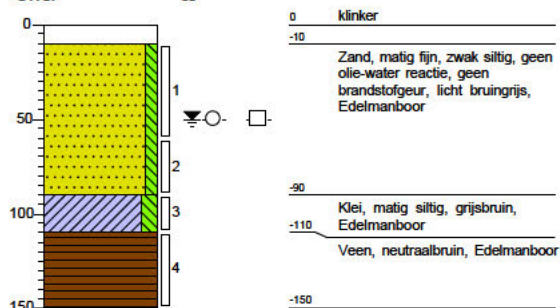 0
50
100
150
1
2
3
4
0 klinker
-10
Zand, matig fijn, zwak siltig, geen
olie-water reactie, geen
brandstofgeur, licht bruingrijs,
Edelmanboor
-90
Klei, matig siltig, grijsbruin,
Edelmanboor
-110
Veen, neutraalbruin, Edelmanboor
-150